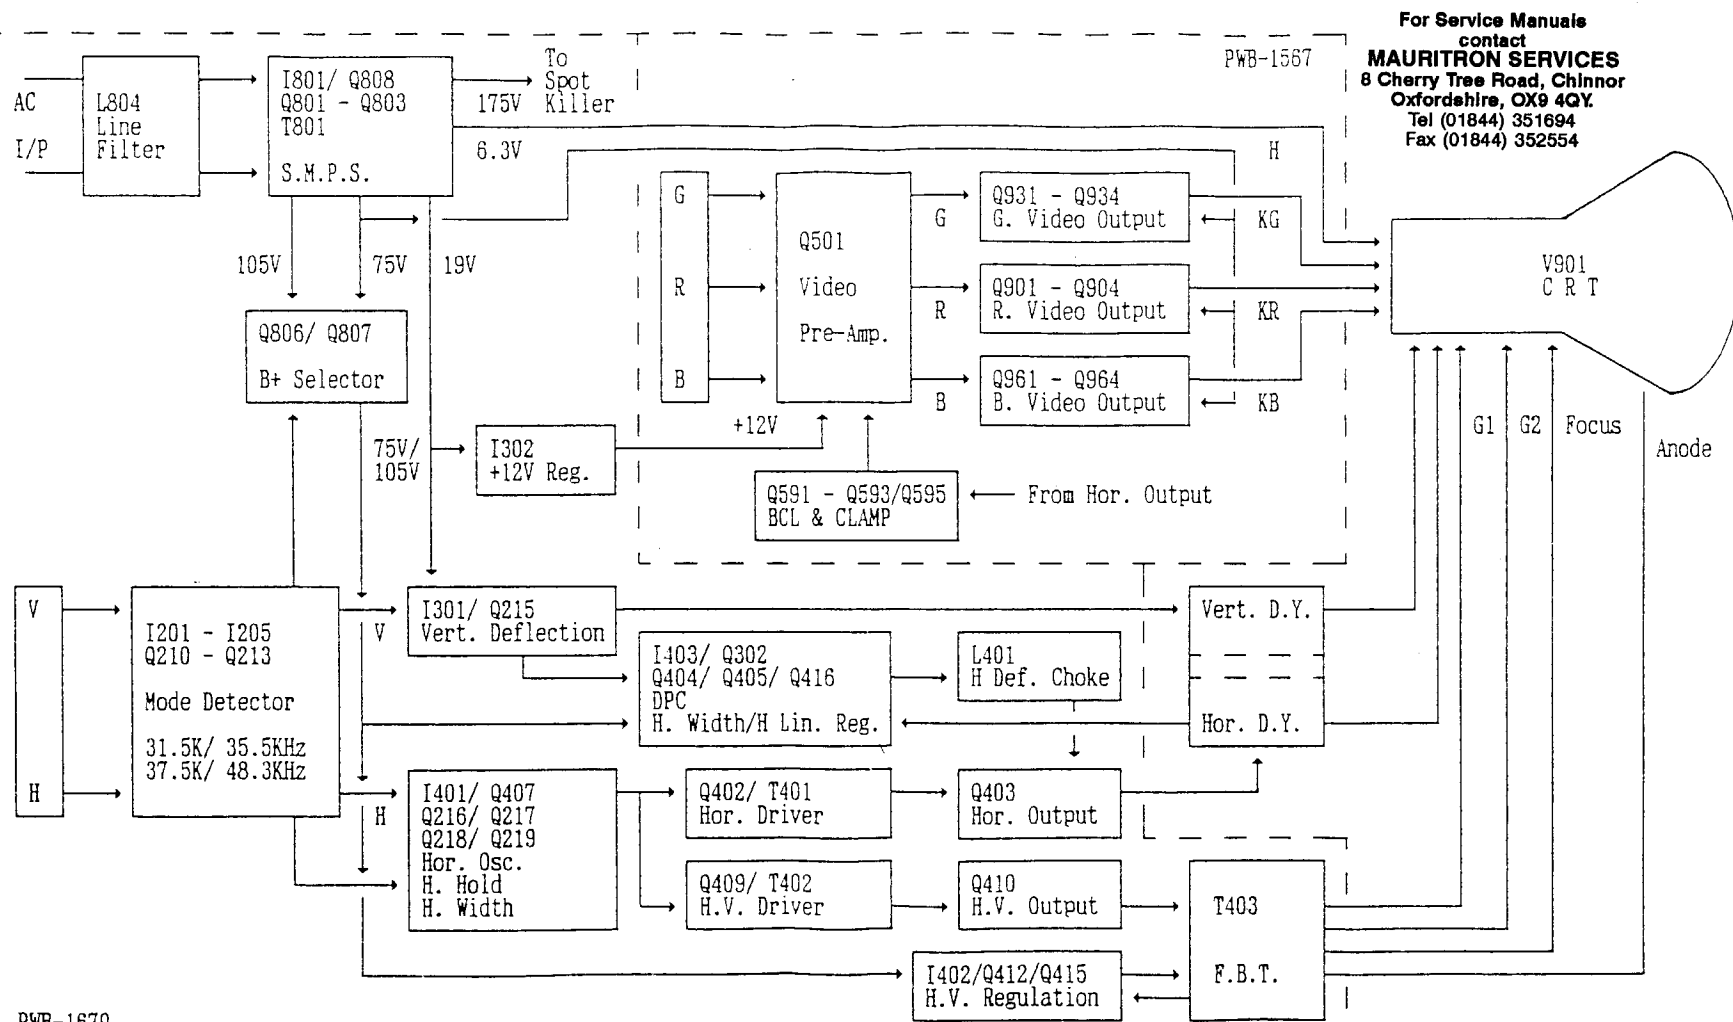 For Service Manuals
contact
MAURITRON SERVICES
8 Cherry Tree Road, Chinnor
Oxfordshire, OX9 4QY.
Tel (01844) 351694
Fax (01844) 352554
PWB-1567
AC
I/P
L804
Line
Filter
I801/ Q808
Q801 - Q803
T801
S.M.P.S.
To
Spot
Killer
175V
6.3V
H
105V
75V
19V
Q806/ Q807
B+ Selector
75V/
105V
I302
+12V Reg.
+12V
G
R
B
Q501
Video
Pre-Amp.
G
R
B
Q931 - Q934
G. Video Output
Q901 - Q904
R. Video Output
Q961 - Q964
B. Video Output
KG
KR
KB
V901
C R T
Q591 - Q593/Q595
BCL & CLAMP
From Hor. Output
G1
G2
Focus
Anode
V
H
I201 - I205
Q210 - Q213
Mode Detector
31.5K/ 35.5KHz
37.5K/ 48.3KHz
V
H
I301/ Q215
Vert. Deflection
I403/ Q302
Q404/ Q405/ Q416
DPC
H. Width/H Lin. Reg.
L401
H Def. Choke
Vert. D.Y.
Hor. D.Y.
I401/ Q407
Q216/ Q217
Q218/ Q219
Hor. Osc.
H. Hold
H. Width
Q402/ T401
Hor. Driver
Q403
Hor. Output
Q409/ T402
H.V. Driver
Q410
H.V. Output
T403
F.B.T.
I402/Q412/Q415
H.V. Regulation
PWB-1670